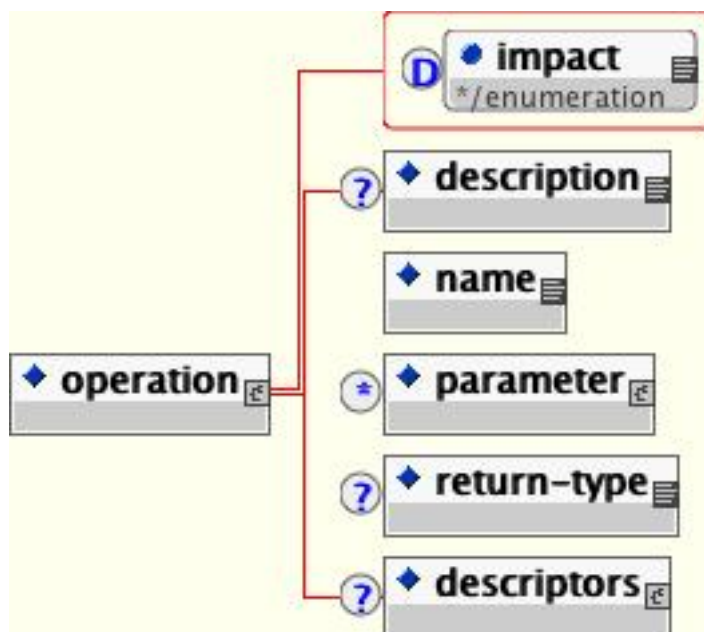 D
impact
*/enumeration
? description
name
operation
* parameter
? return-type
? descriptors